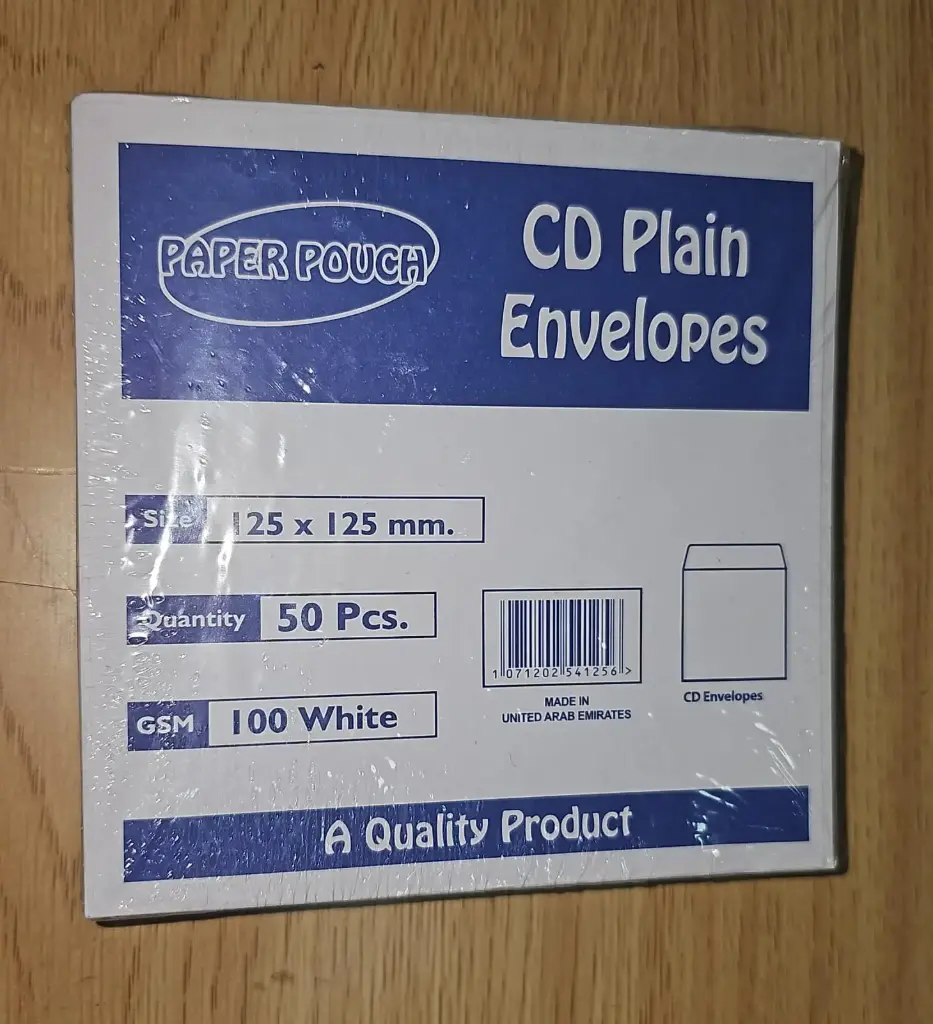 PAPER POUCH
CD Plain
Envelopes
Size 125 x 125 mm.
Quantity 50 Pcs.
GSM 100 White
1 071202 541256 >
MADE IN
UNITED ARAB EMIRATES
CD Envelopes
A Quality Product